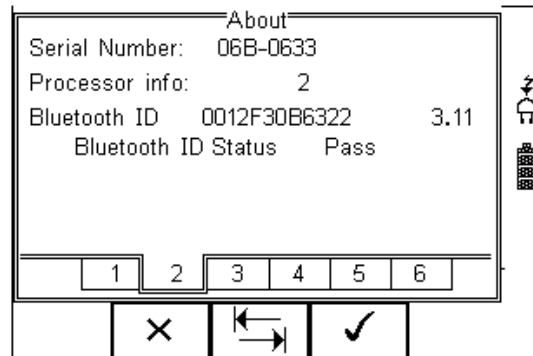 About
Serial Number: 06B-0633
Processor info: 2
Bluetooth ID 0012F30B6322 3.11
Bluetooth ID Status Pass
1 2 3 4 5 6